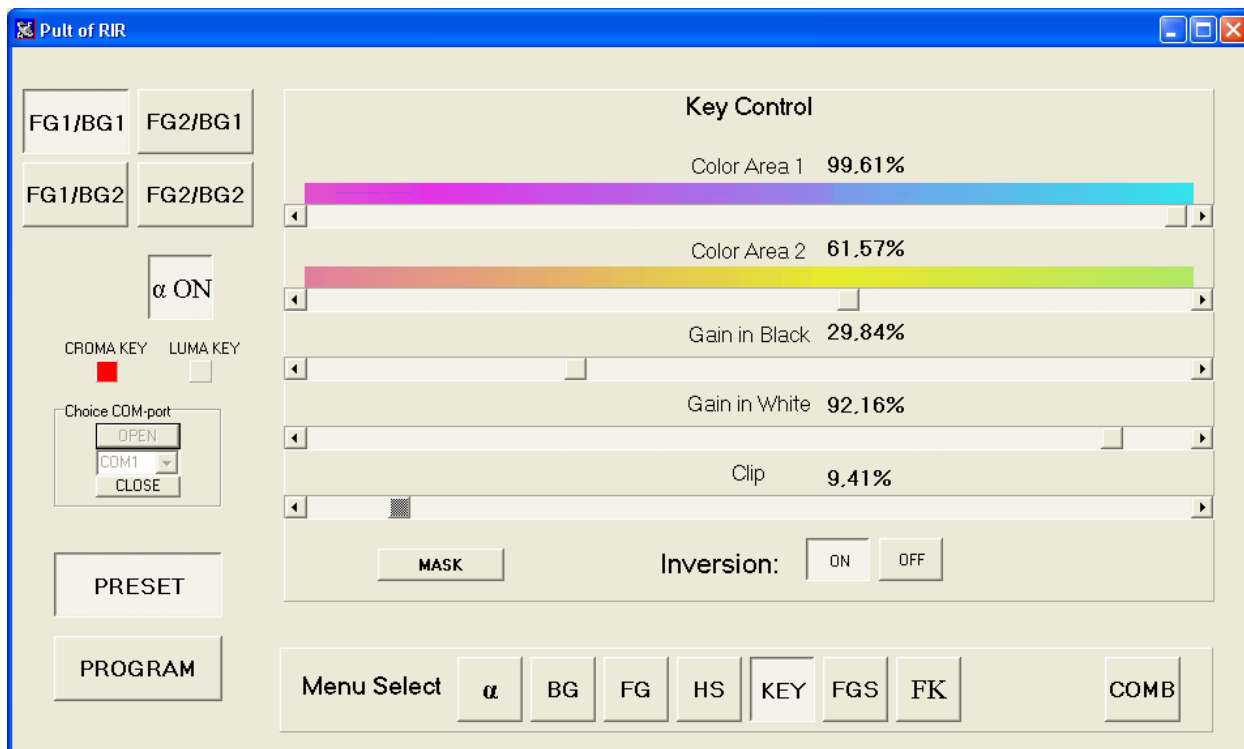 Pult of RIR
FG1/BG1 FG2/BG1
FG1/BG2 FG2/BG2
α ON
CROMA KEY LUMA KEY
Choice COM-port
OPEN
COM1
CLOSE
PRESET
PROGRAM
Key Control
Color Area 1 99,61%
Color Area 2 61,57%
Gain in Black 29,84%
Gain in White 92,16%
Clip 9,41%
MASK Inversion: ON OFF
Menu Select α BG FG HS KEY FGS FK COMB